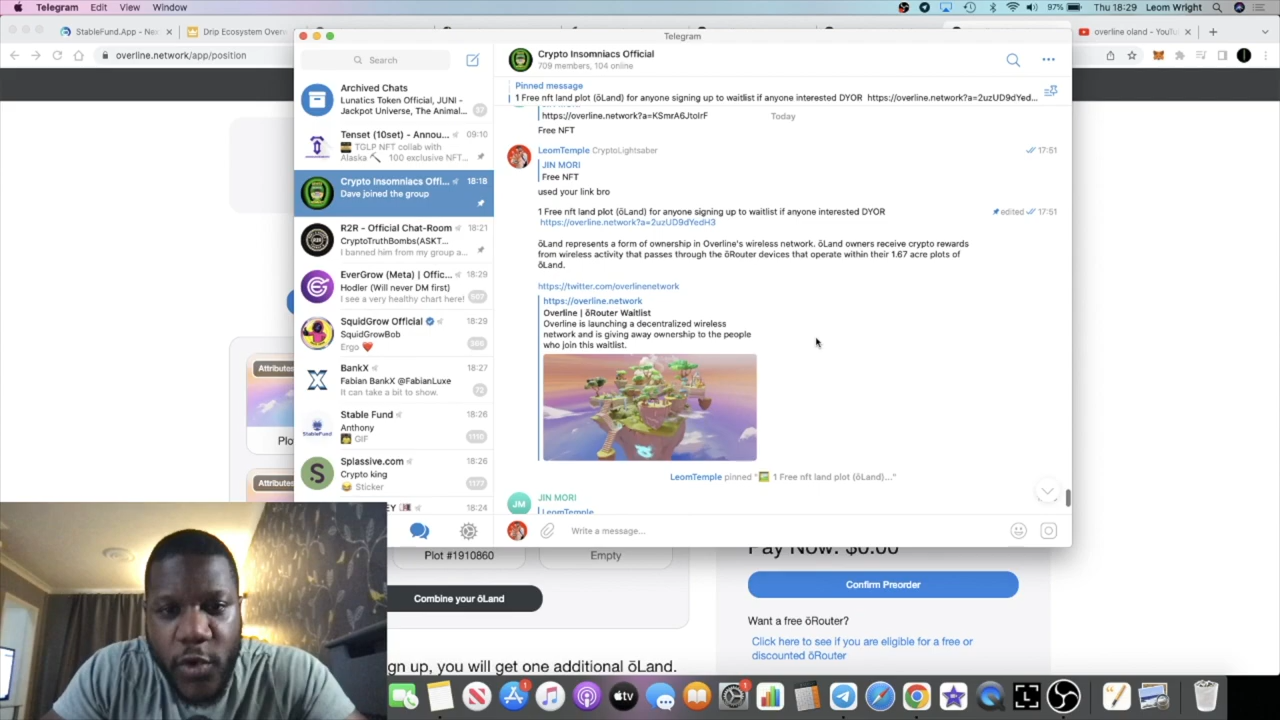 Telegram
Edit
View
Window
97%
Thu 18:29
Leom Wright
StableFund.App - Ne
Drip Ecosystem Over
overline oland - YouTu
overline.network/app/position
Telegram
Search
Archived Chats
Lunatics Token Official, JUNI -
Jackpot Universe, The Animal...
37
Tenset (10set) - Annou...
09:10
TGLP NFT collab with
Alaska 100 exclusive NFT...
Crypto Insomniacs Offi...
18:18
Dave joined the group
R2R - Official Chat-Room
18:21
CryptoTruthBombs(ASKT...
I banned him from my group a...
EverGrow (Meta) | Offic...
18:29
Hodler (Will never DM first)
I see a very healthy chart here!
SquidGrow Official
18:29
SquidGrowBob
Ergo
BankX
18:27
Fabian BankX @FabianLuxe
It can take a bit to show.
72
Stable Fund
18:26
Anthony
GIF
1110
Splassive.com
18:26
Crypto king
Sticker
1177
18:24
Crypto Insomniacs Official
709 members, 104 online
Pinned message
1 Free nft land plot (ōLand) for anyone signing up to waitlist if anyone interested DYOR https://overline.network?a=2uzUD9dYed...
https://overline.network?a=KSmrA6JtoIrF
Today
Free NFT
LeomTemple CryptoLightsaber
17:51
JIN MORI
Free NFT
used your link bro
1 Free nft land plot (ōLand) for anyone signing up to waitlist if anyone interested DYOR
edited 17:51
https://overline.network?a=2uzUD9dYedH3
ōLand represents a form of ownership in Overline's wireless network. ōLand owners receive crypto rewards
from wireless activity that passes through the ōRouter devices that operate within their 1.67 acre plots of
ōLand.
https://twitter.com/overlinenetwork
https://overline.network
Overline | ōRouter Waitlist
Overline is launching a decentralized wireless
network and is giving away ownership to the people
who join this waitlist.
LeomTemple pinned "1 Free nft land plot (ōLand)..."
JM
JIN MORI
LeomTemple
Write a message...
Attributes
Plo
Attributes
Plot #1910860
Empty
Combine your ōLand
gn up, you will get one additional ōLand.
Pay Now: $0.00
Confirm Preorder
Want a free ōRouter?
Click here to see if you are eligible for a free or
discounted ōRouter